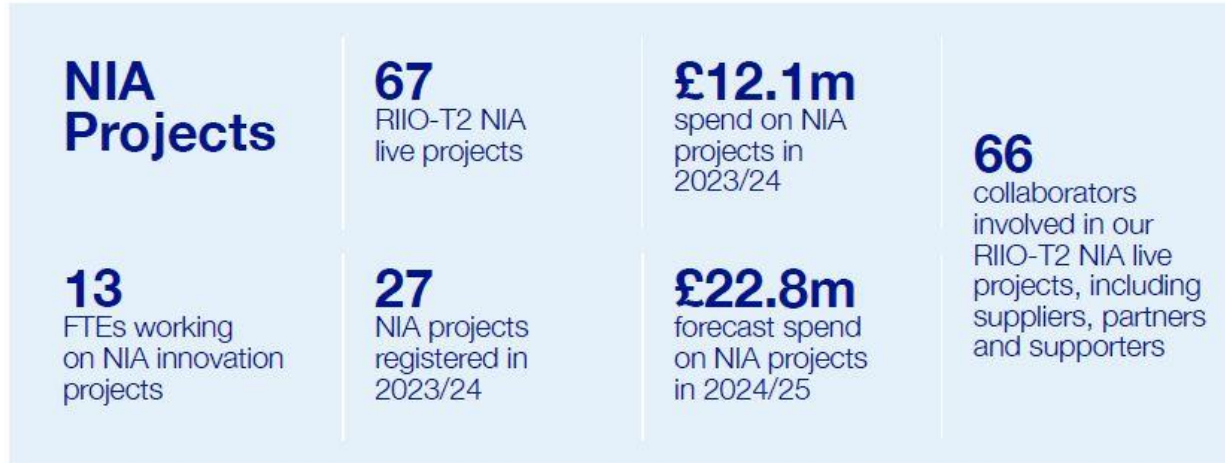 NIA
Projects
67
RIIO-T2 NIA
live projects
£12.1m
spend on NIA
projects in
2023/24
66
collaborators
involved in our
RIIO-T2 NIA live
projects, including
suppliers, partners
and supporters
13
FTEs working
on NIA innovation
projects
27
NIA projects
registered in
2023/24
£22.8m
forecast spend
on NIA projects
in 2024/25